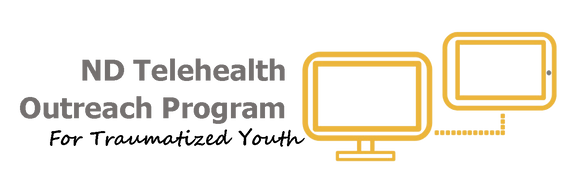 ND Telehealth
Outreach Program
For Traumatized Youth